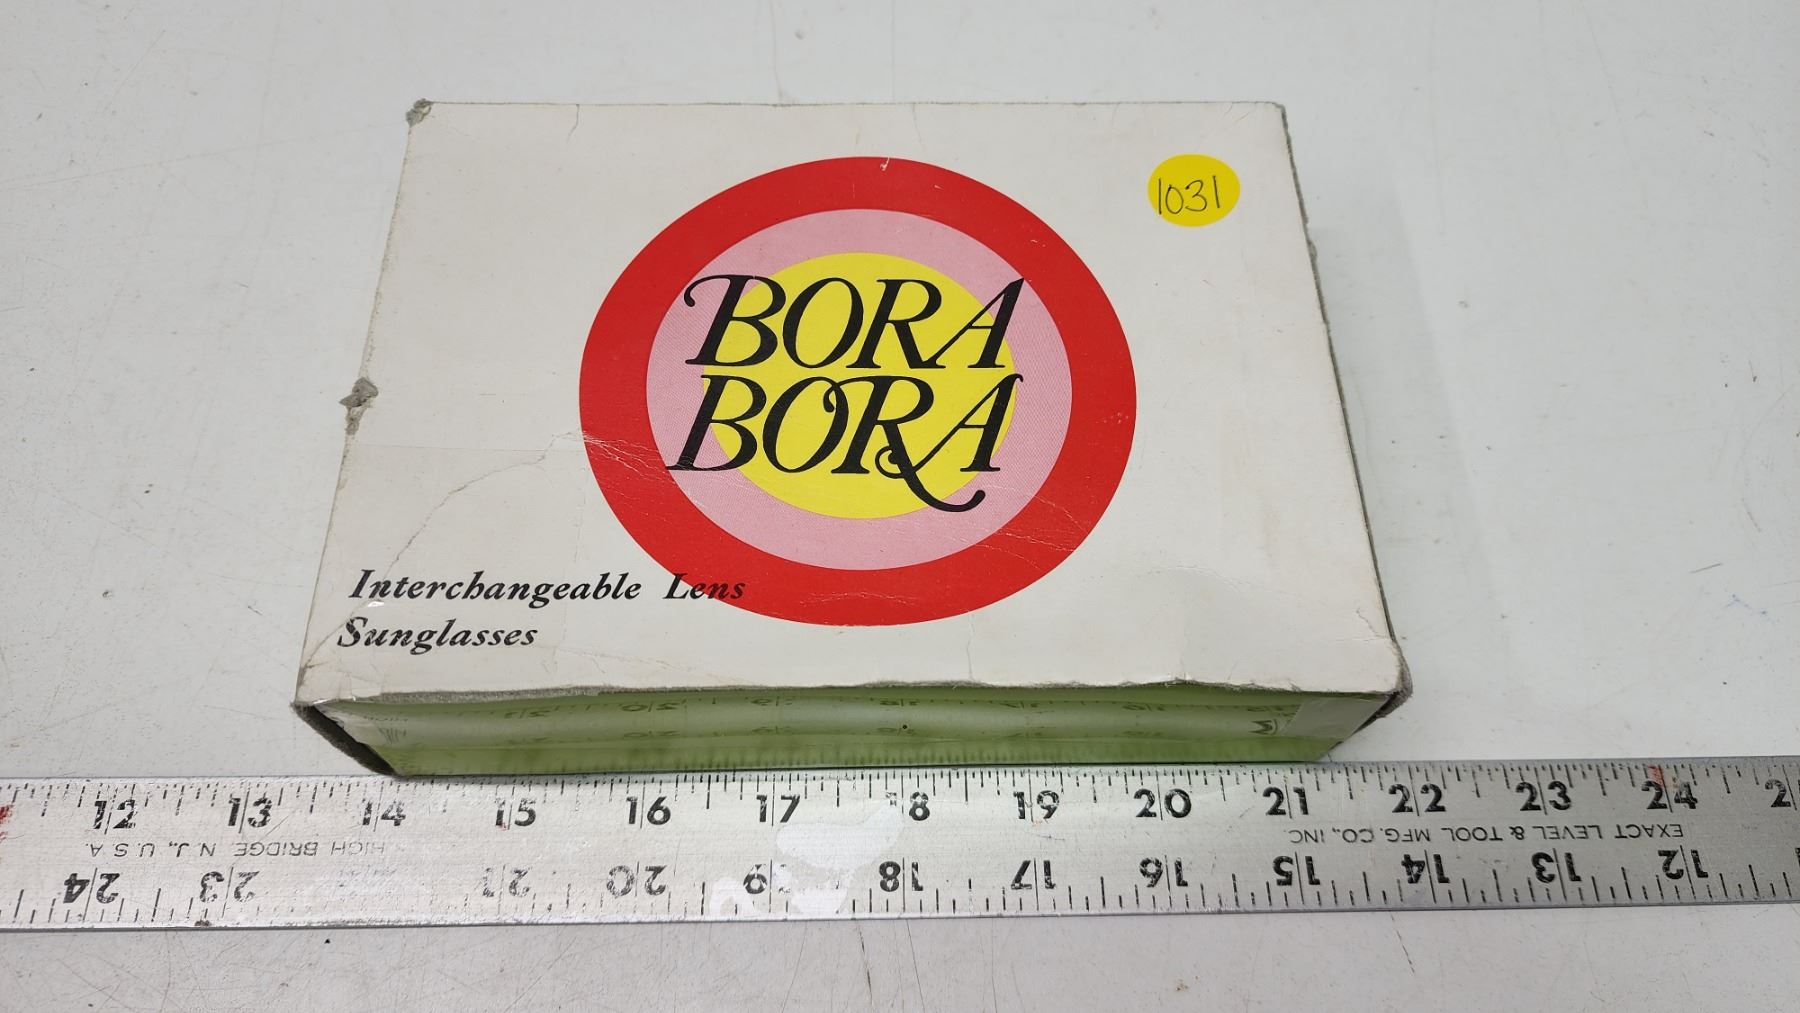 1031
BORA
BORA
Interchangeable Lens
Sunglasses
12 13 14 15 16 17 18 19 20 21 22 23 24 2
HIGH BRIDGE N.J., U.S.A
EXACT LEVEL & TOOL MFG. CO., INC.
24 23 21 20 19 18 17 16 15 14 13 12